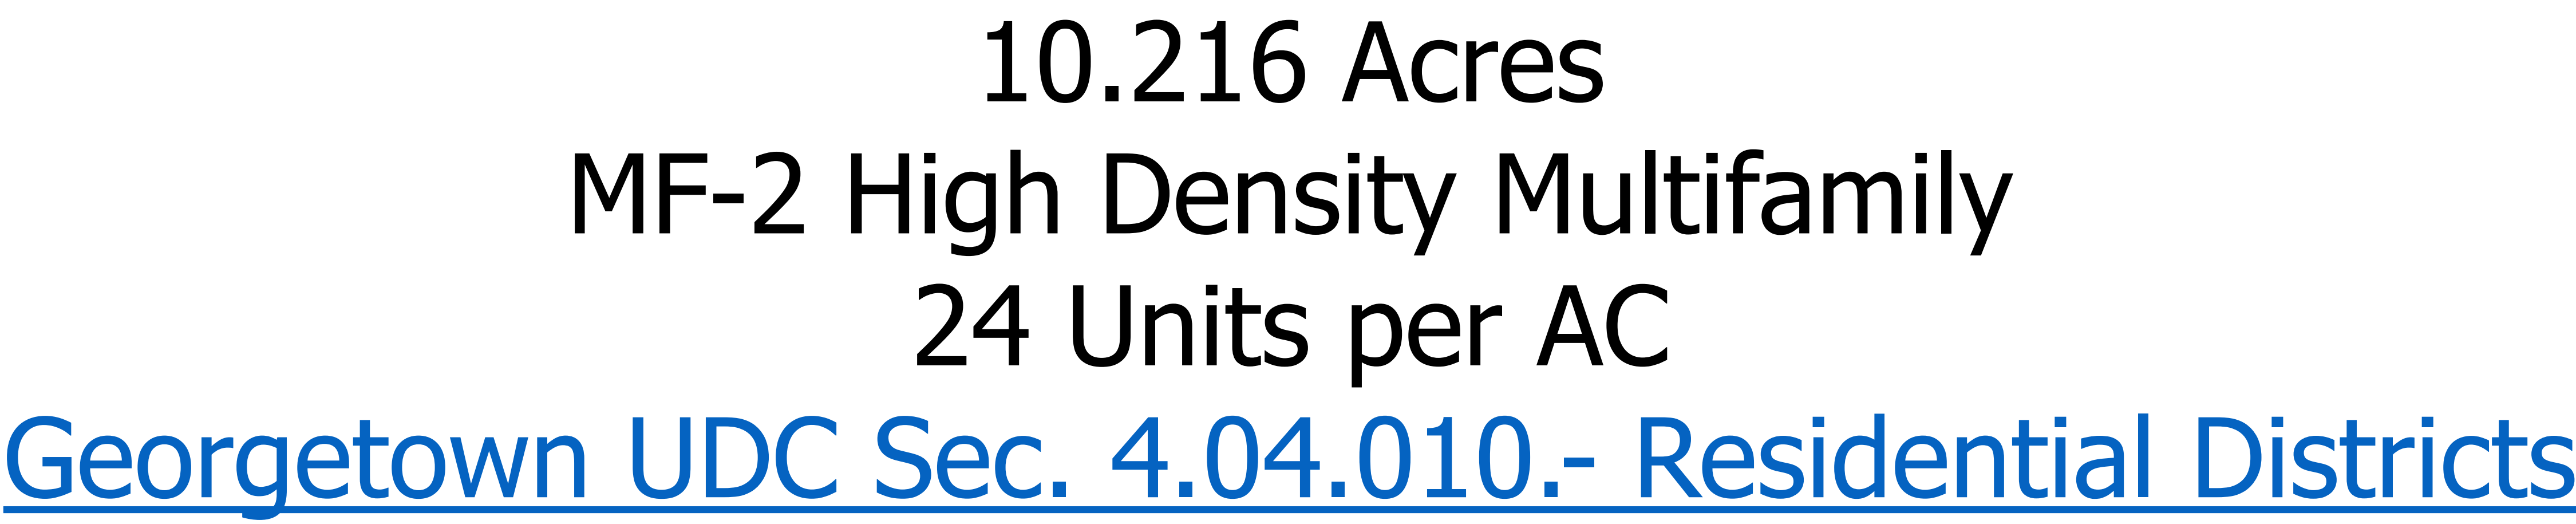 10.216 Acres
MF-2 High Density Multifamily
24 Units per AC
Georgetown UDC Sec. 4.04.010.- Residential Districts